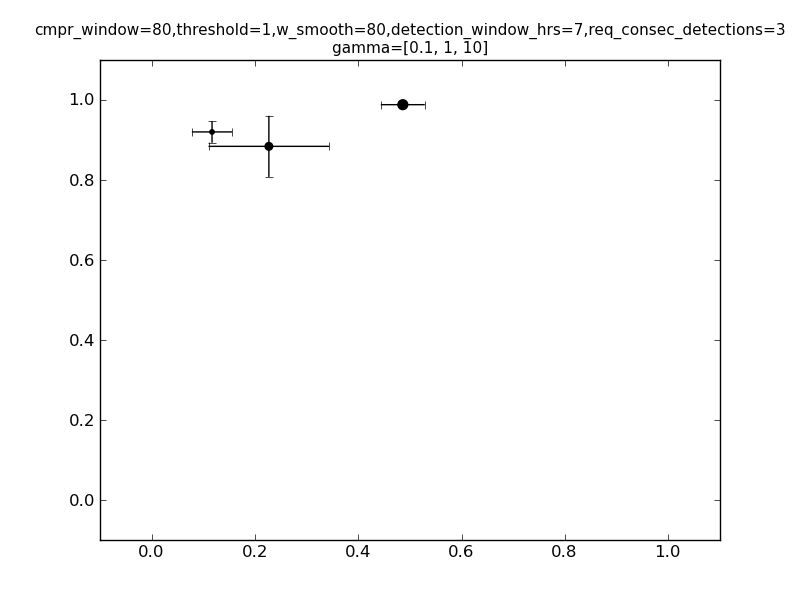 cmpr_window=80,threshold=1,w_smooth=80,detection_window_hrs=7,req_consec_detections=3
gamma=[0.1, 1, 10]
1.0
0.8
0.6
0.4
0.2
0.0
0.0 0.2 0.4 0.6 0.8 1.0